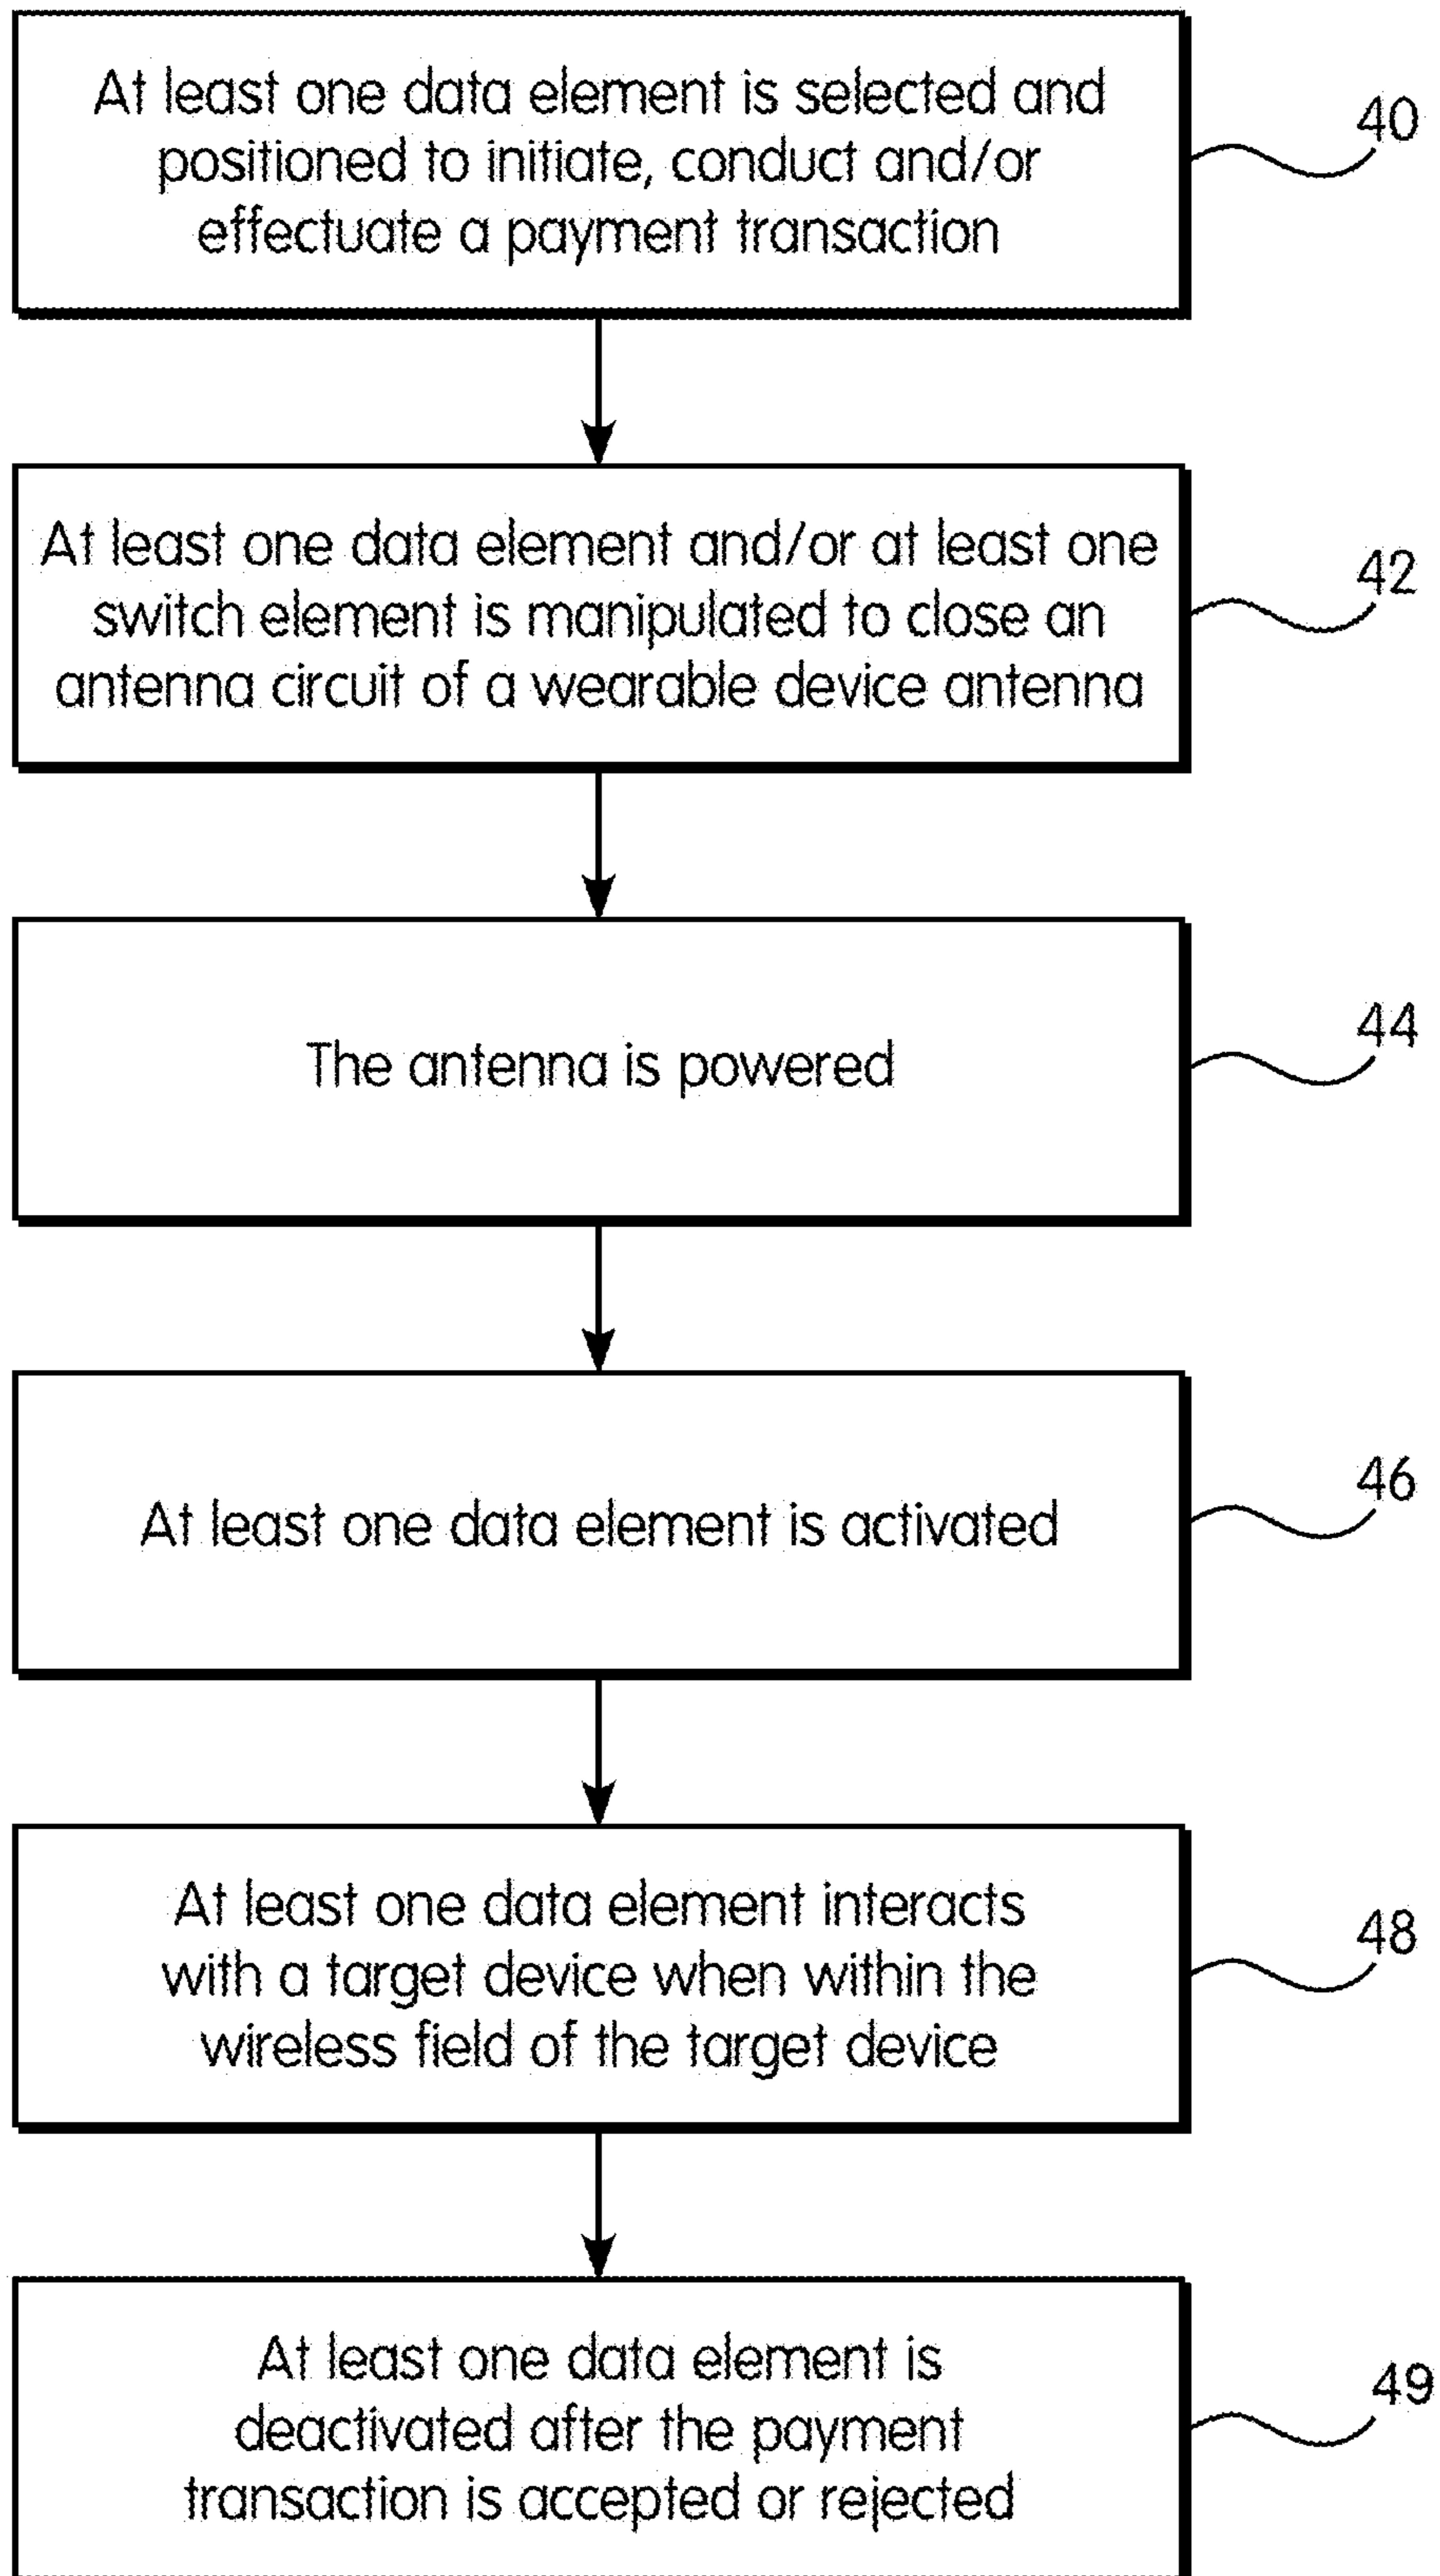 At least one data element is selected and
positioned to initiate, conduct and/or
effectuate a payment transaction
40
At least one data element and/or at least one
switch element is manipulated to close an
antenna circuit of a wearable device antenna
42
The antenna is powered
44
At least one data element is activated
46
At least one data element interacts
with a target device when within the
wireless field of the target device
48
At least one data element is
deactivated after the payment
transaction is accepted or rejected
49